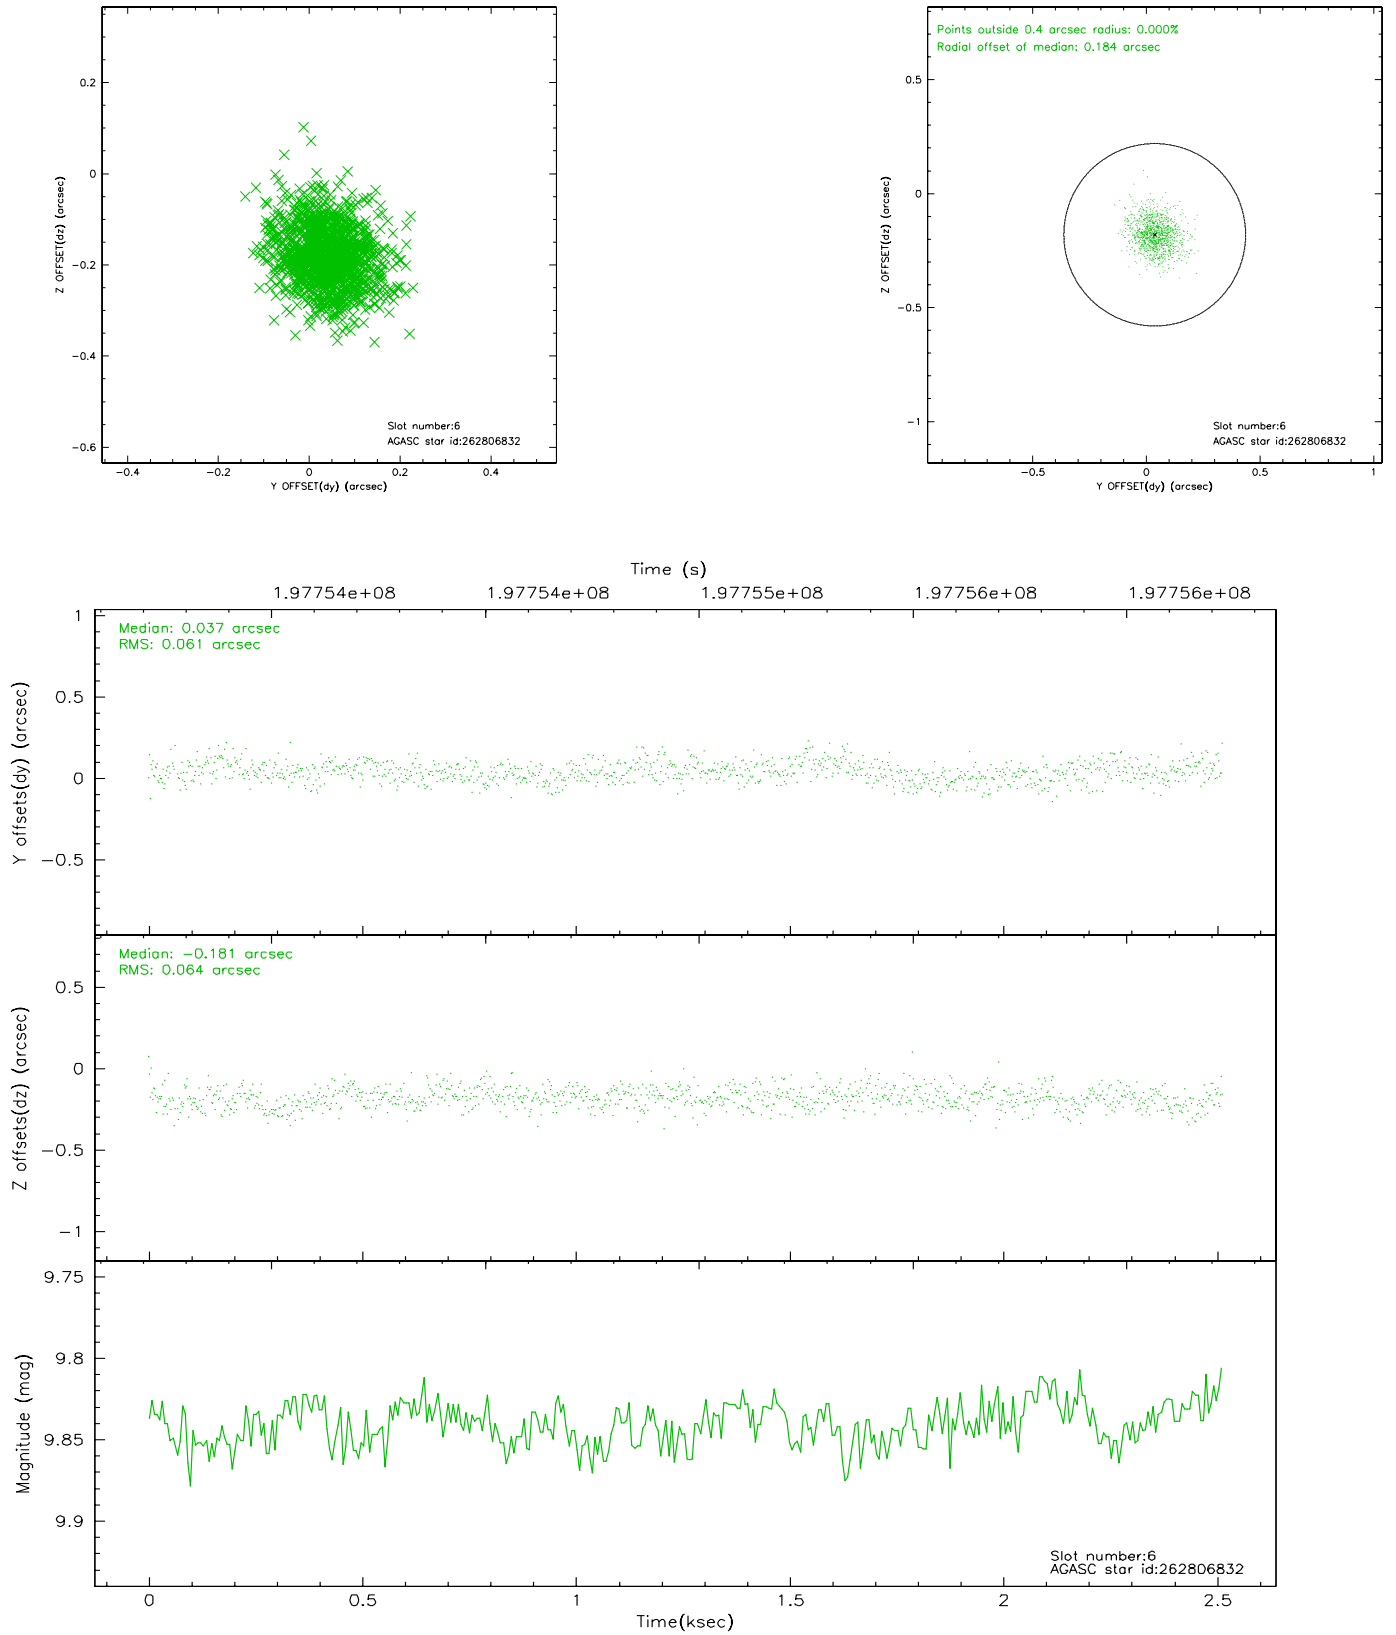 0.2
0
−0.2
−0.4
−0.6
Z OFFSET(dz) (arcsec)
−0.4
−0.2
0
0.2
0.4
Y OFFSET(dy) (arcsec)
Slot number:6
AGASC star id:262806832
Points outside 0.4 arcsec radius: 0.000%
Radial offset of median: 0.184 arcsec
0.5
0
−0.5
−1
Z OFFSET(dz) (arcsec)
−0.5
0
0.5
1
Y OFFSET(dy) (arcsec)
Slot number:6
AGASC star id:262806832
Time (s)
1.97754e+08
1.97754e+08
1.97755e+08
1.97756e+08
1.97756e+08
Median: 0.037 arcsec
RMS: 0.061 arcsec
1
0.5
0
−0.5
Y offsets(dy) (arcsec)
Median: −0.181 arcsec
RMS: 0.064 arcsec
0.5
0
−0.5
−1
Z offsets(dz) (arcsec)
9.75
9.8
9.85
9.9
Magnitude (mag)
Slot number:6
AGASC star id:262806832
0
0.5
1
1.5
2
2.5
Time(ksec)